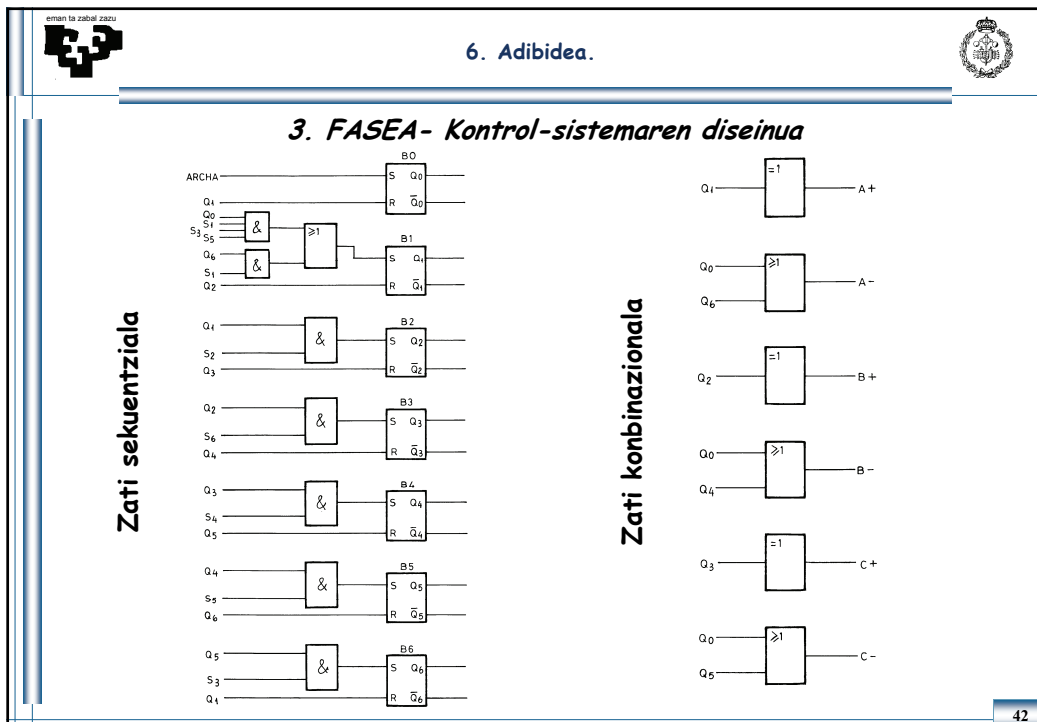 eman ta zabal zazu
6. Adibidea.
3. FASEA- Kontrol-sistemaren diseinua
Zati sekuentziala
B0
ARCHA S Q0
Q1 R Q̅0
Q0
S1
S3
S5
&
≥1
Q6
S1
&
B1
S Q1
Q2 R Q̅1
B2
Q1
S2
&
S Q2
Q3 R Q̅2
B3
Q2
S6
&
S Q3
Q4 R Q̅3
B4
Q3
S4
&
S Q4
Q5 R Q̅4
B5
Q4
S5
&
S Q5
Q6 R Q̅5
B6
Q5
S3
&
S Q6
Q1 R Q̅6
Zati konbinazionala
=1
Q1 A+
≥1
Q0
Q6
A-
=1
Q2 B+
≥1
Q0
Q4
B-
=1
Q3 C+
≥1
Q0
Q5
C-
42